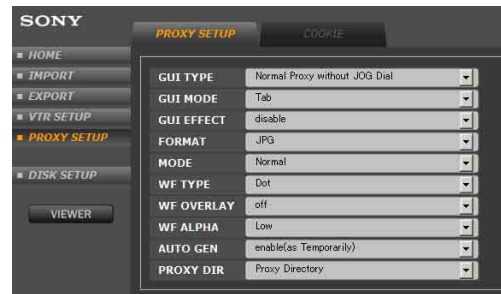 SONY
PROXY SETUP
COOKIE
HOME
IMPORT
EXPORT
VTR SETUP
PROXY SETUP
DISK SETUP
VIEWER
GUI TYPE Normal Proxy without JOG Dial
GUI MODE Tab
GUI EFFECT disable
FORMAT JPG
MODE Normal
WF TYPE Dot
WF OVERLAY off
WF ALPHA Low
AUTO GEN enable(as Temporarily)
PROXY DIR Proxy Directory